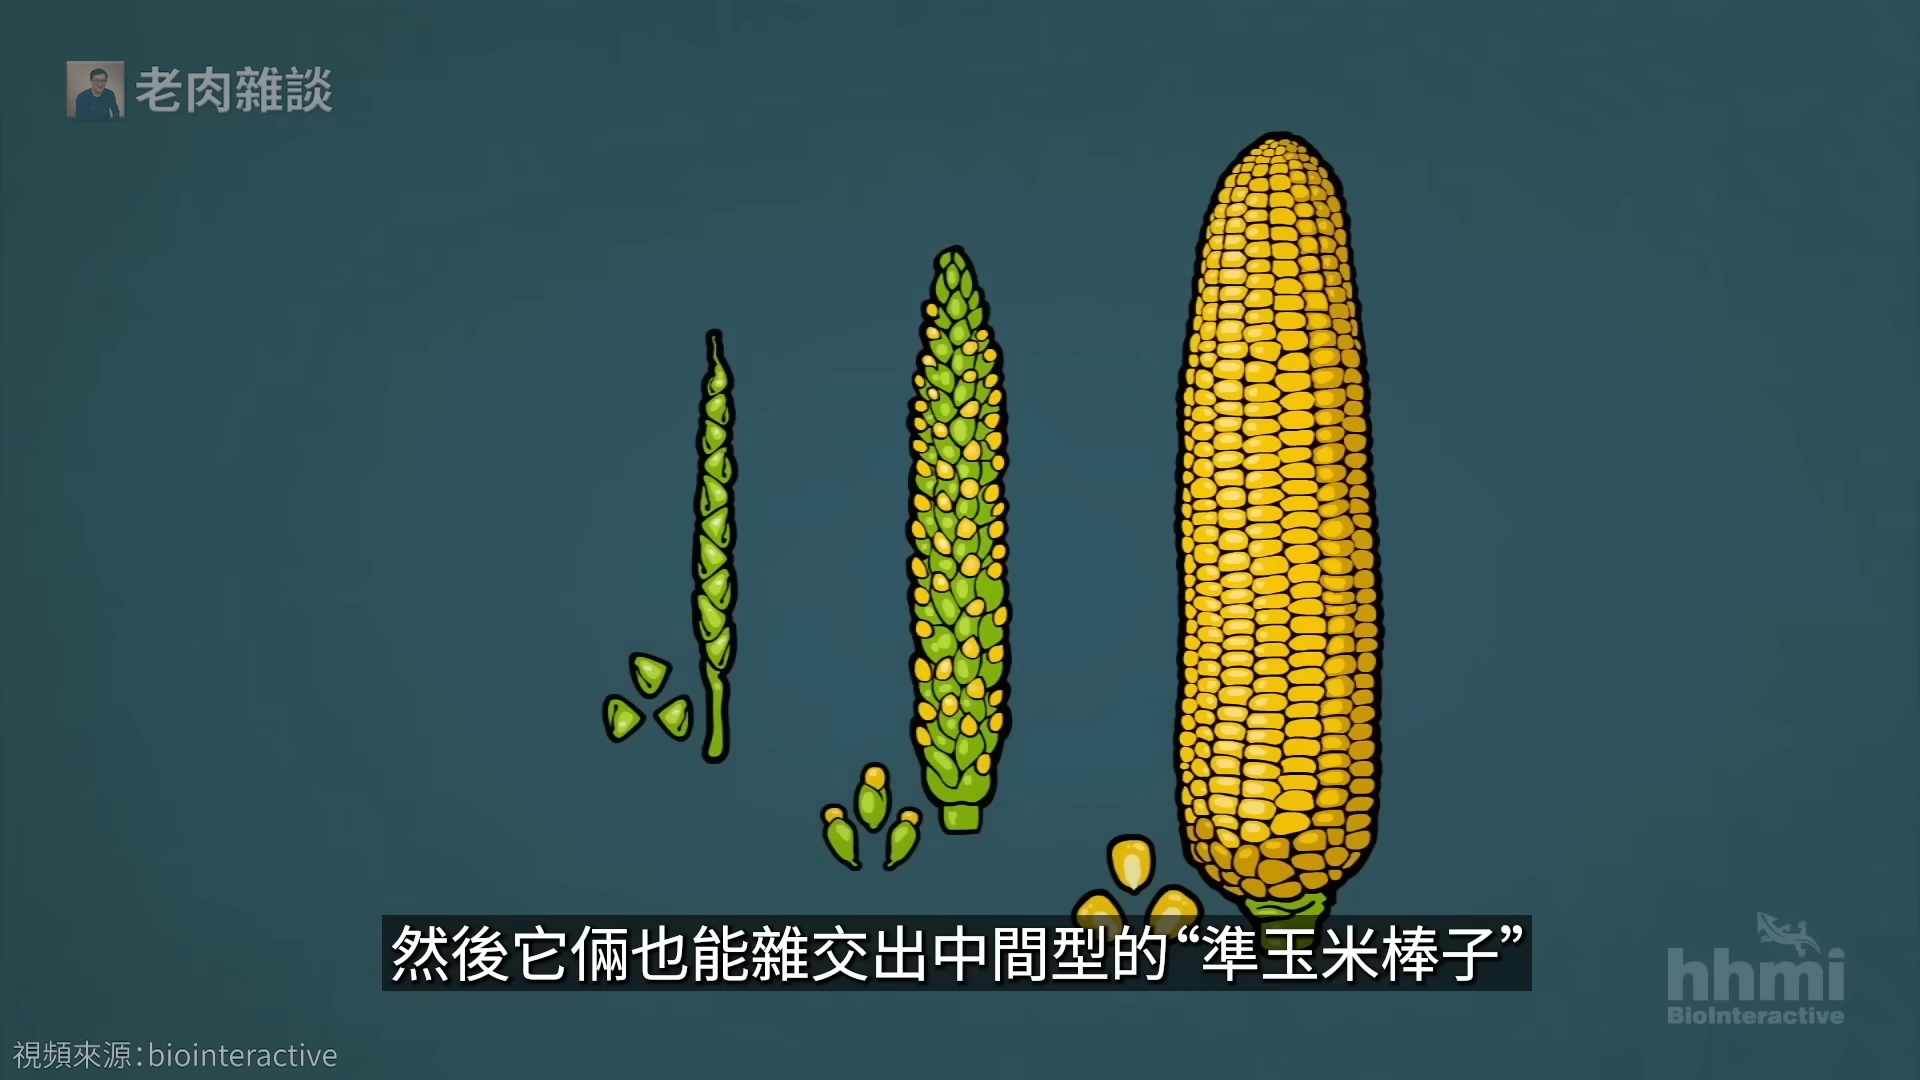 老肉雜談
然後它倆也能雜交出中間型的“準玉米棒子”
hhmi
BioInteractive
視頻來源：biointeractive